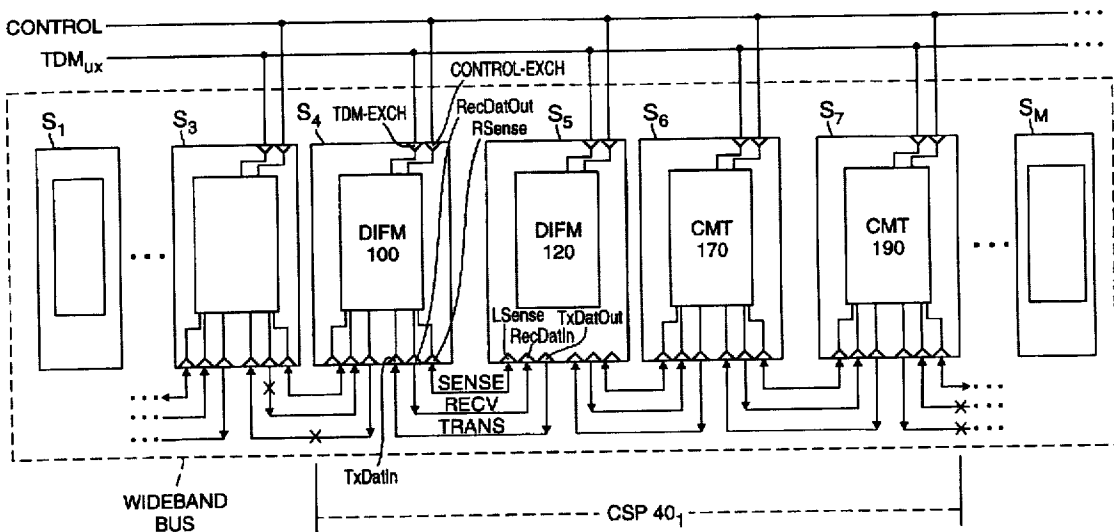 CONTROL
TDMux
CONTROL-EXCH
TDM-EXCH
RecDatOut
RSense
S1
S3
S4
S5
S6
S7
SM
DIFM
100
DIFM
120
CMT
170
CMT
190
LSense
RecDatIn
TxDatOut
SENSE
RECV
TRANS
TxDatIn
WIDEBAND
BUS
CSP 401